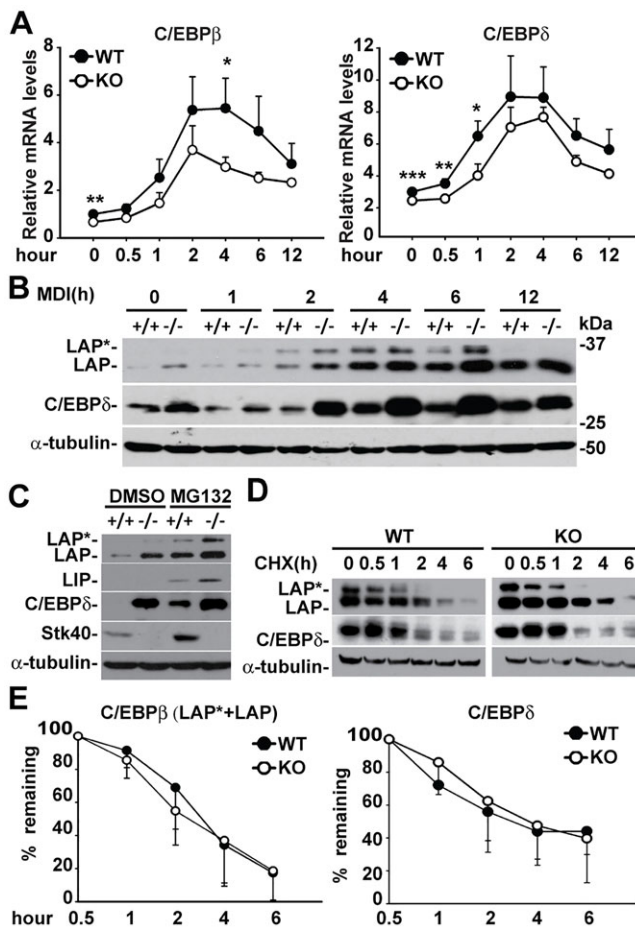 A
C/EBPβ
WT
KO
*
**
Relative mRNA levels
8
6
4
2
0
hour 0 0.5 1 2 4 6 12
C/EBPδ
WT
KO
*
**
***
Relative mRNA levels
12
10
8
6
4
2
0
hour 0 0.5 1 2 4 6 12
B
MDI(h) 0 1 2 4 6 12
+/+ -/- +/+ -/- +/+ -/- +/+ -/- +/+ -/- +/+ -/- kDa
LAP*- -37
LAP-
C/EBPδ-
-25
α-tubulin- -50
C
DMSO MG132
+/+ -/- +/+ -/-
LAP*-
LAP-
LIP-
C/EBPδ-
Stk40-
α-tubulin-
D
WT KO
CHX(h) 0 0.5 1 2 4 6 0 0.5 1 2 4 6
LAP*-
LAP-
C/EBPδ-
α-tubulin-
E
C/EBPβ (LAP*+LAP)
WT
KO
% remaining
100
80
60
40
20
0
hour 0.5 1 2 4 6
C/EBPδ
WT
KO
% remaining
100
80
60
40
20
0
0.5 1 2 4 6